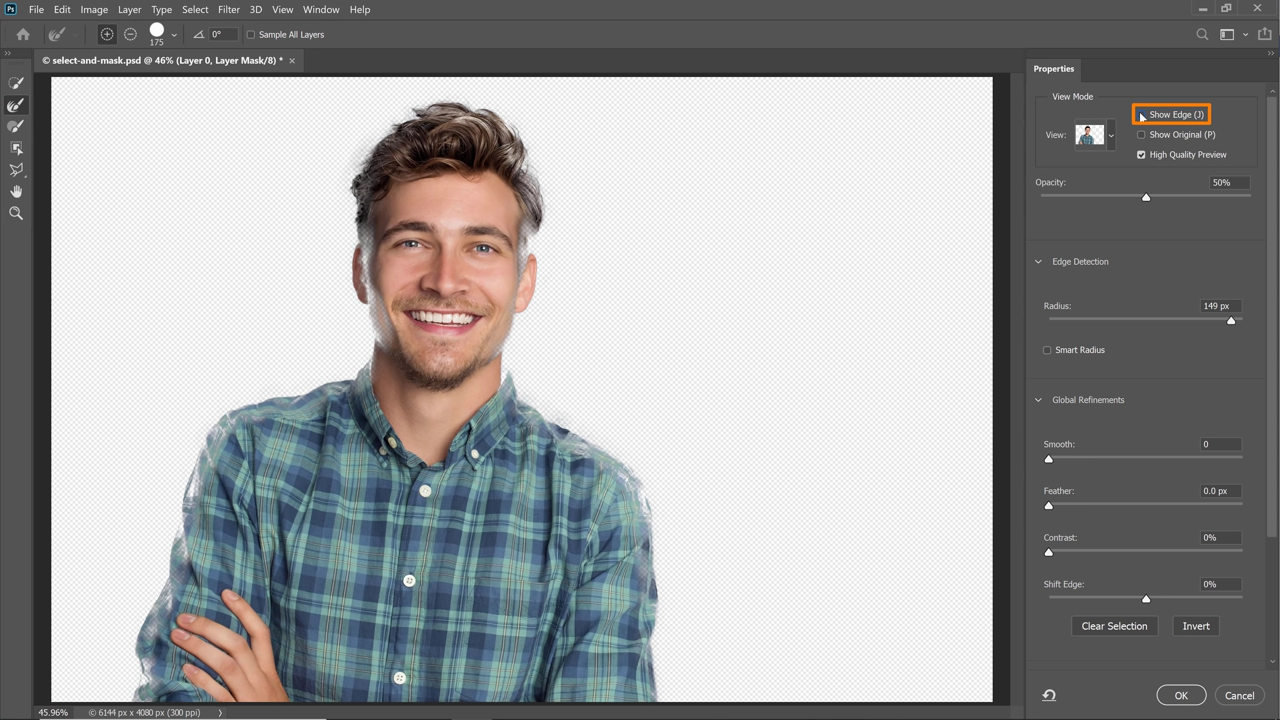 Ps File Edit Image Layer Type Select Filter 3D View Window Help
175 0° Sample All Layers
© select-and-mask.psd @ 46% (Layer 0, Layer Mask/8) *
Properties
View Mode
Show Edge (J)
View: Show Original (P)
High Quality Preview
Opacity: 50%
Edge Detection
Radius: 149 px
Smart Radius
Global Refinements
Smooth: 0
Feather: 0.0 px
Contrast: 0%
Shift Edge: 0%
Clear Selection Invert
OK Cancel
45.96% © 6144 px x 4080 px (300 ppi)